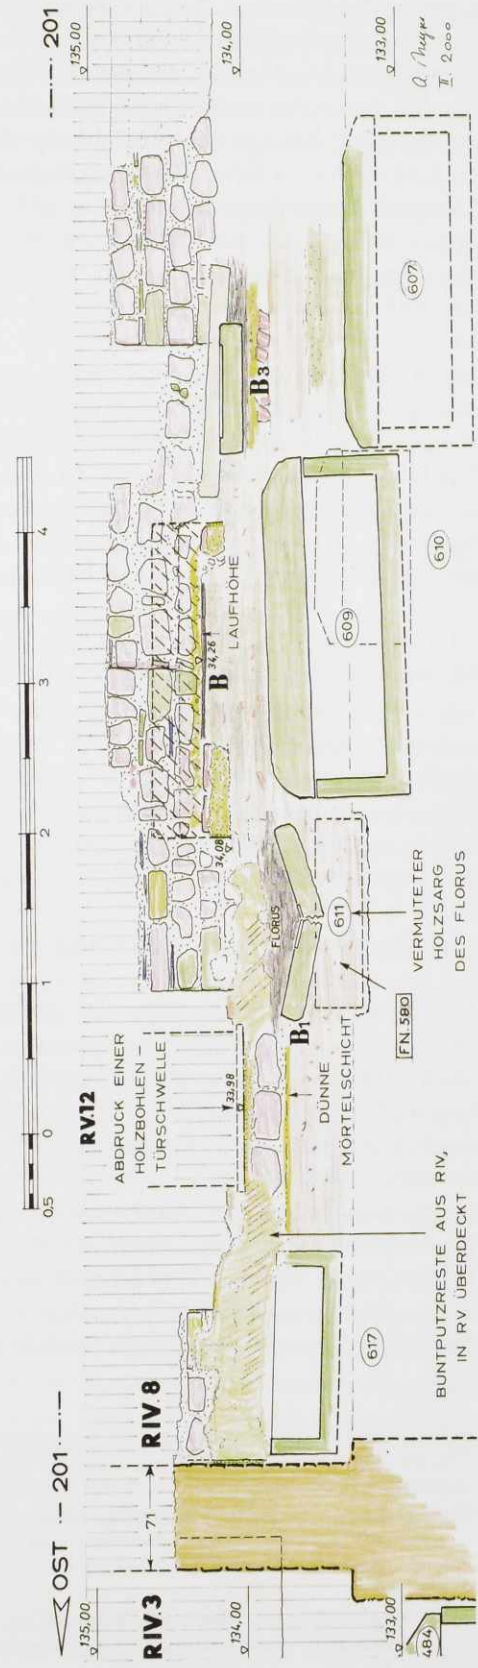 OST
-- 201 ·--·--
·--·-- 201
135,00
134,00
133,00
135,00
134,00
133,00
RIV.3
71
RIV.8
484
617
RV.12
ABDRUCK EINER
HOLZBOHLEN –
TÜRSCHWELLE
33,98
0,5
0
1
2
3
4
B1
DÜNNE
MÖRTELSCHICHT
BUNTPUTZRESTE AUS RIV,
IN RV ÜBERDECKT
FLORUS
611
FN.580
VERMUTETER
HOLZSARG
DES FLORUS
34,08
34,26
B
LAUFHÖHE
609
610
B3
607
II. 2000